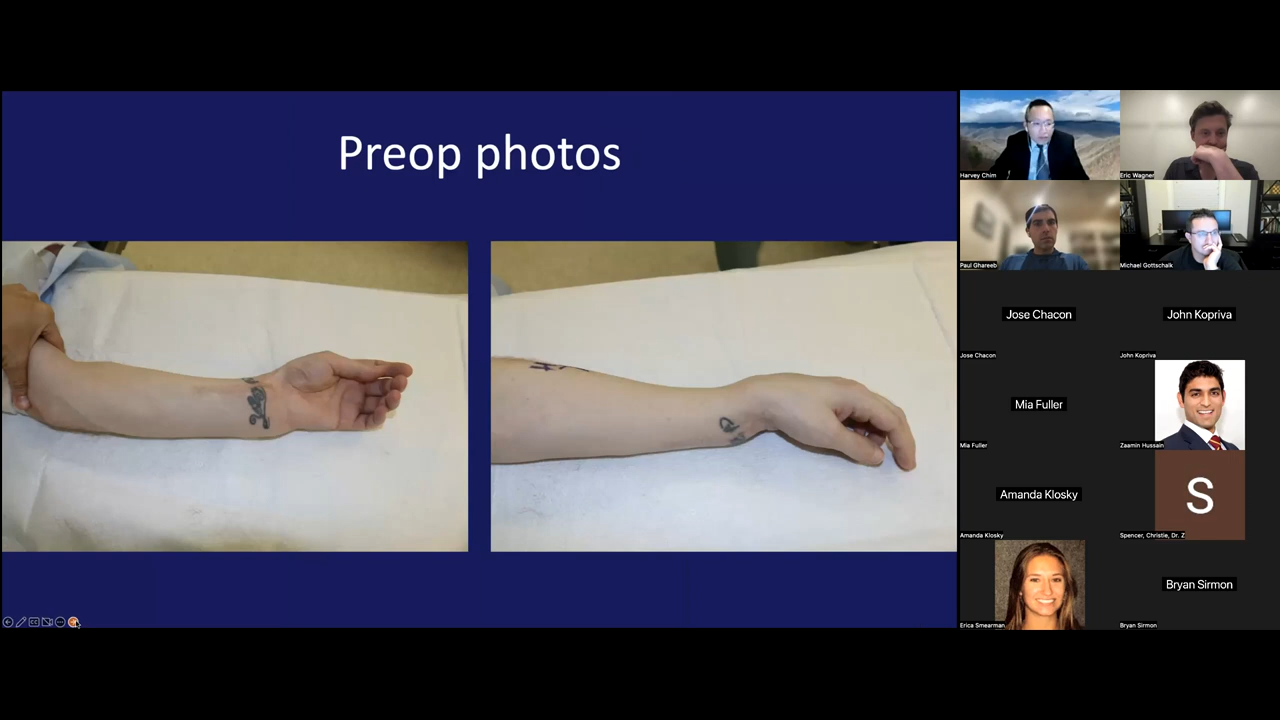 Preop photos
Harvey Chim
Eric Wagner
Paul Ghareeb
Michael Gottschalk
Jose Chacon
John Kopriva
Jose Chacon
John Kopriva
Mia Fuller
Mia Fuller
Zaamin Hussain
Amanda Klosky
S
Amanda Klosky
Spencer, Christie, Dr. Z
Bryan Sirmon
Erica Smearman
Bryan Sirmon